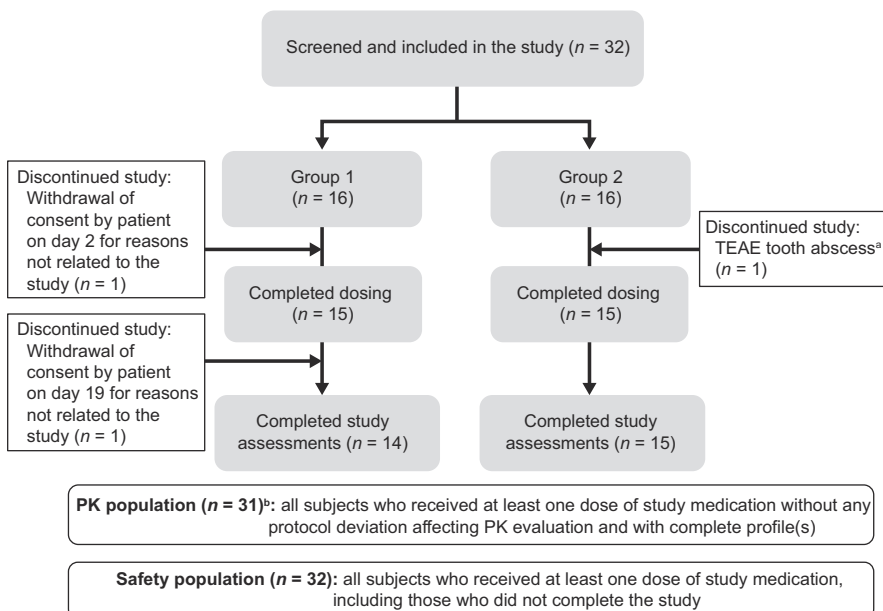 Screened and included in the study (n = 32)
Group 1
(n = 16)
Group 2
(n = 16)
Discontinued study:
Withdrawal of
consent by patient
on day 2 for reasons
not related to the
study (n = 1)
Discontinued study:
TEAE tooth abscessᵃ
(n = 1)
Completed dosing
(n = 15)
Completed dosing
(n = 15)
Discontinued study:
Withdrawal of
consent by patient
on day 19 for reasons
not related to the
study (n = 1)
Completed study
assessments (n = 14)
Completed study
assessments (n = 15)
PK population (n = 31)ᵇ: all subjects who received at least one dose of study medication without any
protocol deviation affecting PK evaluation and with complete profile(s)
Safety population (n = 32): all subjects who received at least one dose of study medication,
including those who did not complete the study